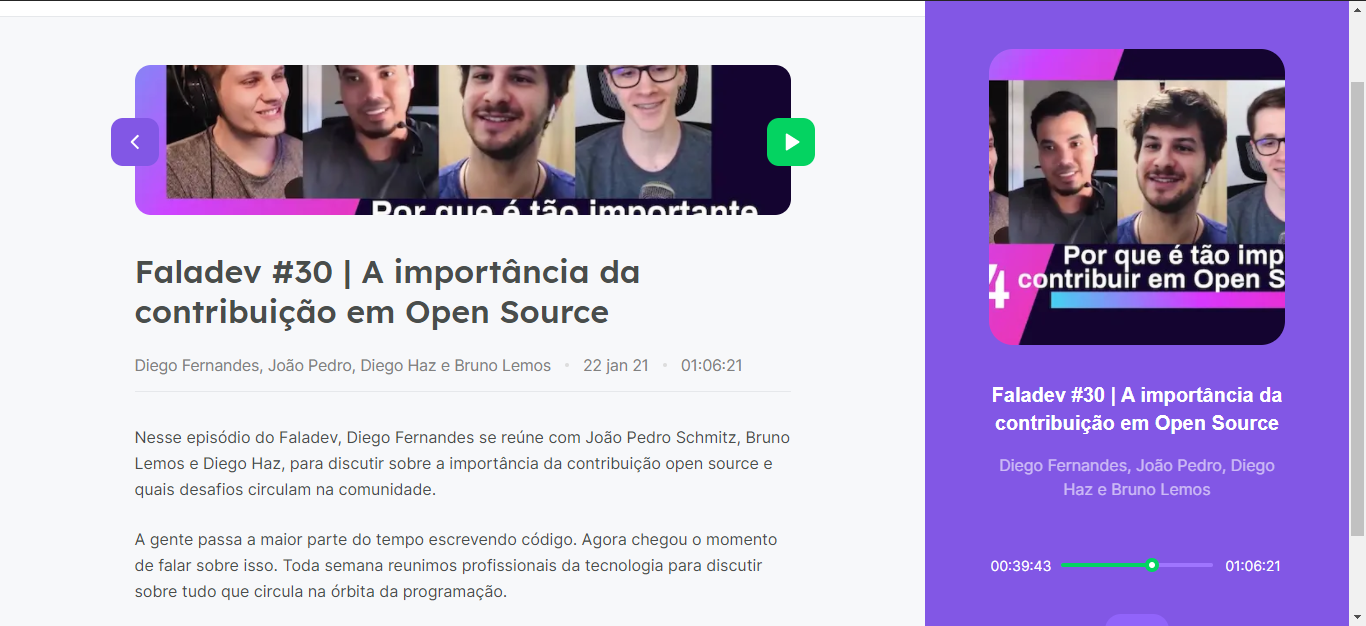 Por que é tão importante
Faladev #30 | A importância da
contribuição em Open Source
Diego Fernandes, João Pedro, Diego Haz e Bruno Lemos • 22 jan 21 • 01:06:21
Nesse episódio do Faladev, Diego Fernandes se reúne com João Pedro Schmitz, Bruno
Lemos e Diego Haz, para discutir sobre a importância da contribuição open source e
quais desafios circulam na comunidade.
A gente passa a maior parte do tempo escrevendo código. Agora chegou o momento
de falar sobre isso. Toda semana reunimos profissionais da tecnologia para discutir
sobre tudo que circula na órbita da programação.
Por que é tão imp
4 contribuir em Open S
Faladev #30 | A importância da
contribuição em Open Source
Diego Fernandes, João Pedro, Diego
Haz e Bruno Lemos
00:39:43 01:06:21